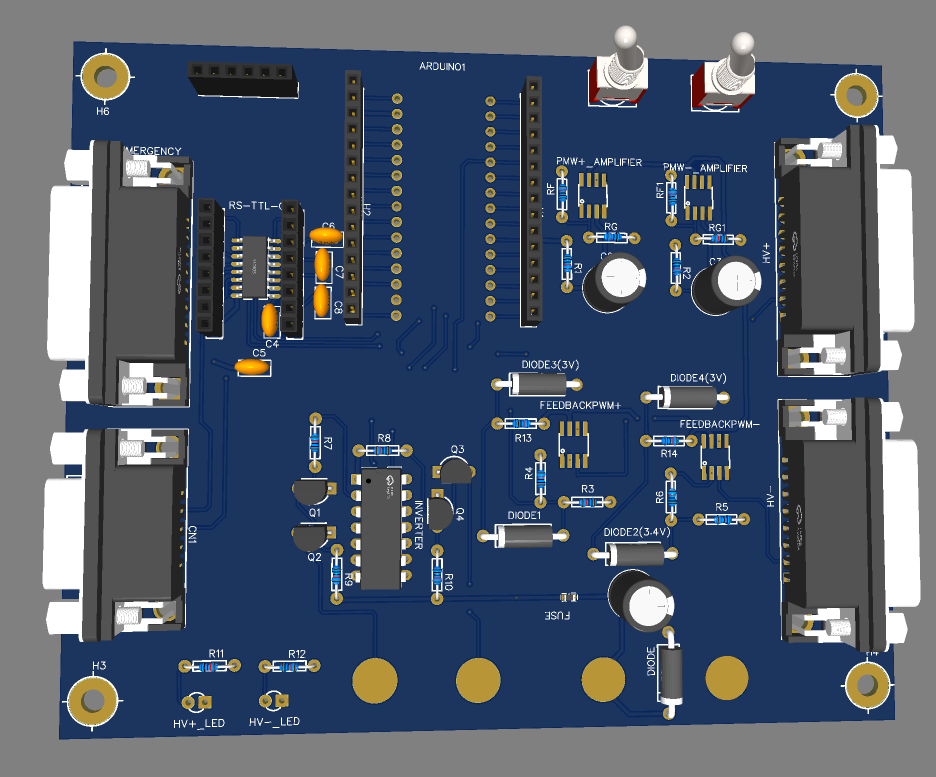 ARDUINO1
H6
MERGENCY
PMW+_AMPLIFIER
PMW-_AMPLIFIER
RF
RF1
RS-TTL-
H2
C6
RG
RG1
HV+
C7
R1
R2
C8
C4
C5
DIODE3(3V)
DIODE4(3V)
FEEDBACKPWM+
FEEDBACKPWM-
R13
R14
R7
R8
Q3
R4
R3
R6
R5
HV-
Q1
Q4
INVERTER
DIODE1
CN1
Q2
DIODE2(3.4V)
R9
R10
FUSE
R11
R12
DIODE
H3
H4
HV+_LED
HV-_LED